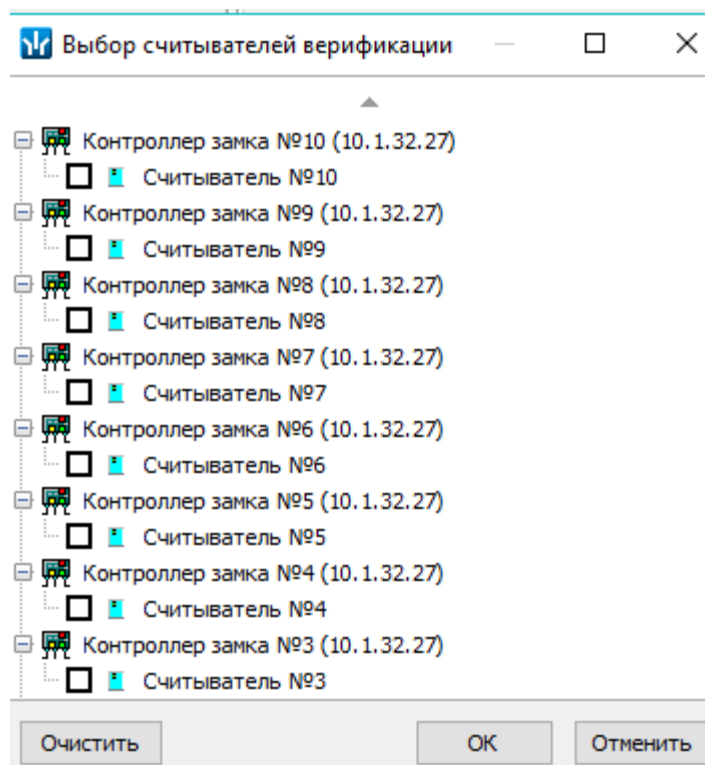 Выбор считывателей верификации
Контроллер замка №10 (10.1.32.27)
Считыватель №10
Контроллер замка №9 (10.1.32.27)
Считыватель №9
Контроллер замка №8 (10.1.32.27)
Считыватель №8
Контроллер замка №7 (10.1.32.27)
Считыватель №7
Контроллер замка №6 (10.1.32.27)
Считыватель №6
Контроллер замка №5 (10.1.32.27)
Считыватель №5
Контроллер замка №4 (10.1.32.27)
Считыватель №4
Контроллер замка №3 (10.1.32.27)
Считыватель №3
Очистить ОК Отменить